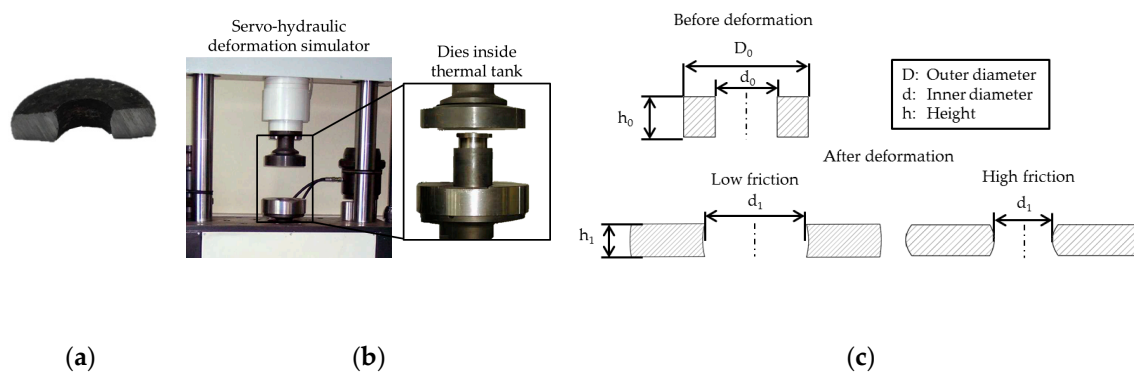 Servo-hydraulic
deformation simulator
Dies inside
thermal tank
Before deformation
D0
d0
h0
D: Outer diameter
d: Inner diameter
h: Height
After deformation
Low friction
High friction
d1
d1
h1
(a)
(b)
(c)